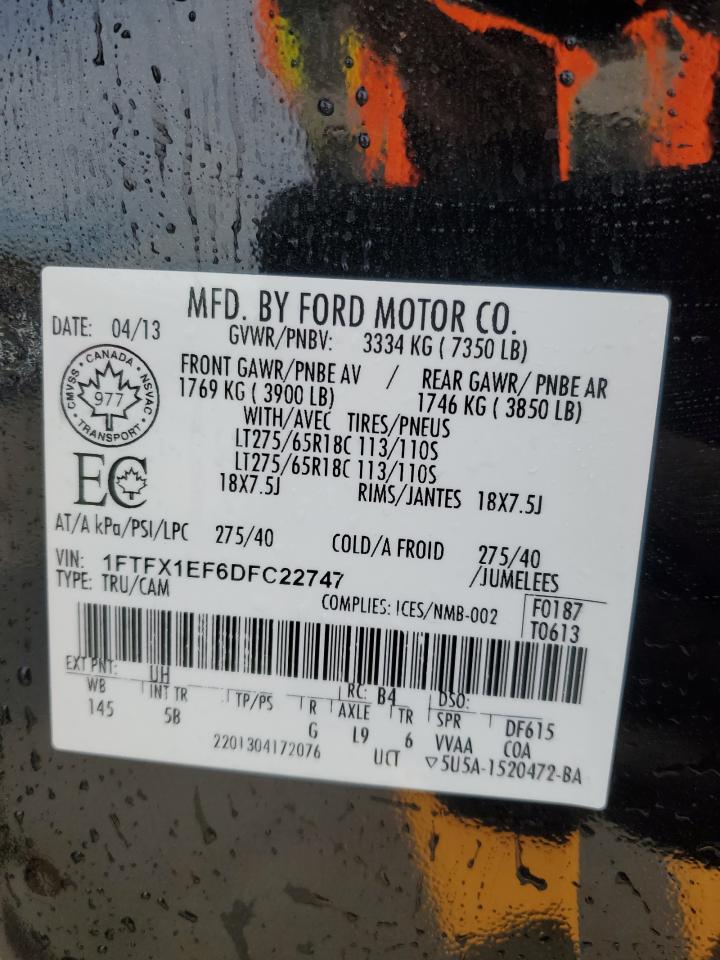 MFD. BY FORD MOTOR CO.
DATE: 04/13
GVWR/PNBV: 3334 KG ( 7350 LB)
FRONT GAWR/PNBE AV / REAR GAWR/ PNBE AR
1769 KG ( 3900 LB) 1746 KG ( 3850 LB)
WITH/AVEC TIRES/PNEUS
LT275/65R18C 113/110S
LT275/65R18C 113/110S
18X7.5J RIMS/JANTES 18X7.5J
CANADA
CMVSS NSVAC
977
TRANSPORT
EC
AT/A kPa/PSI/LPC 275/40 COLD/A FROID 275/40
VIN: 1FTFX1EF6DFC22747 /JUMELEES
TYPE: TRU/CAM
COMPLIES: ICES/NMB-002 F0187
T0613
EXT PNT: UH RC: B4 DSO:
WB INT TR TP/PS R AXLE TR SPR DF615
145 5B G L9 6 VVAA COA
2201304172076 UCT ▽5U5A-1520472-BA